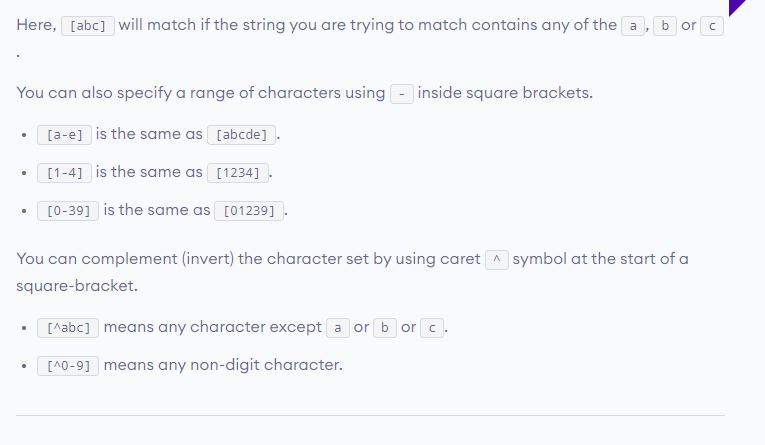 Here, [abc] will match if the string you are trying to match contains any of the a, b or c
.
You can also specify a range of characters using - inside square brackets.
• [a-e] is the same as [abcde].
• [1-4] is the same as [1234].
• [0-39] is the same as [01239].
You can complement (invert) the character set by using caret ^ symbol at the start of a
square-bracket.
• [^abc] means any character except a or b or c.
• [^0-9] means any non-digit character.